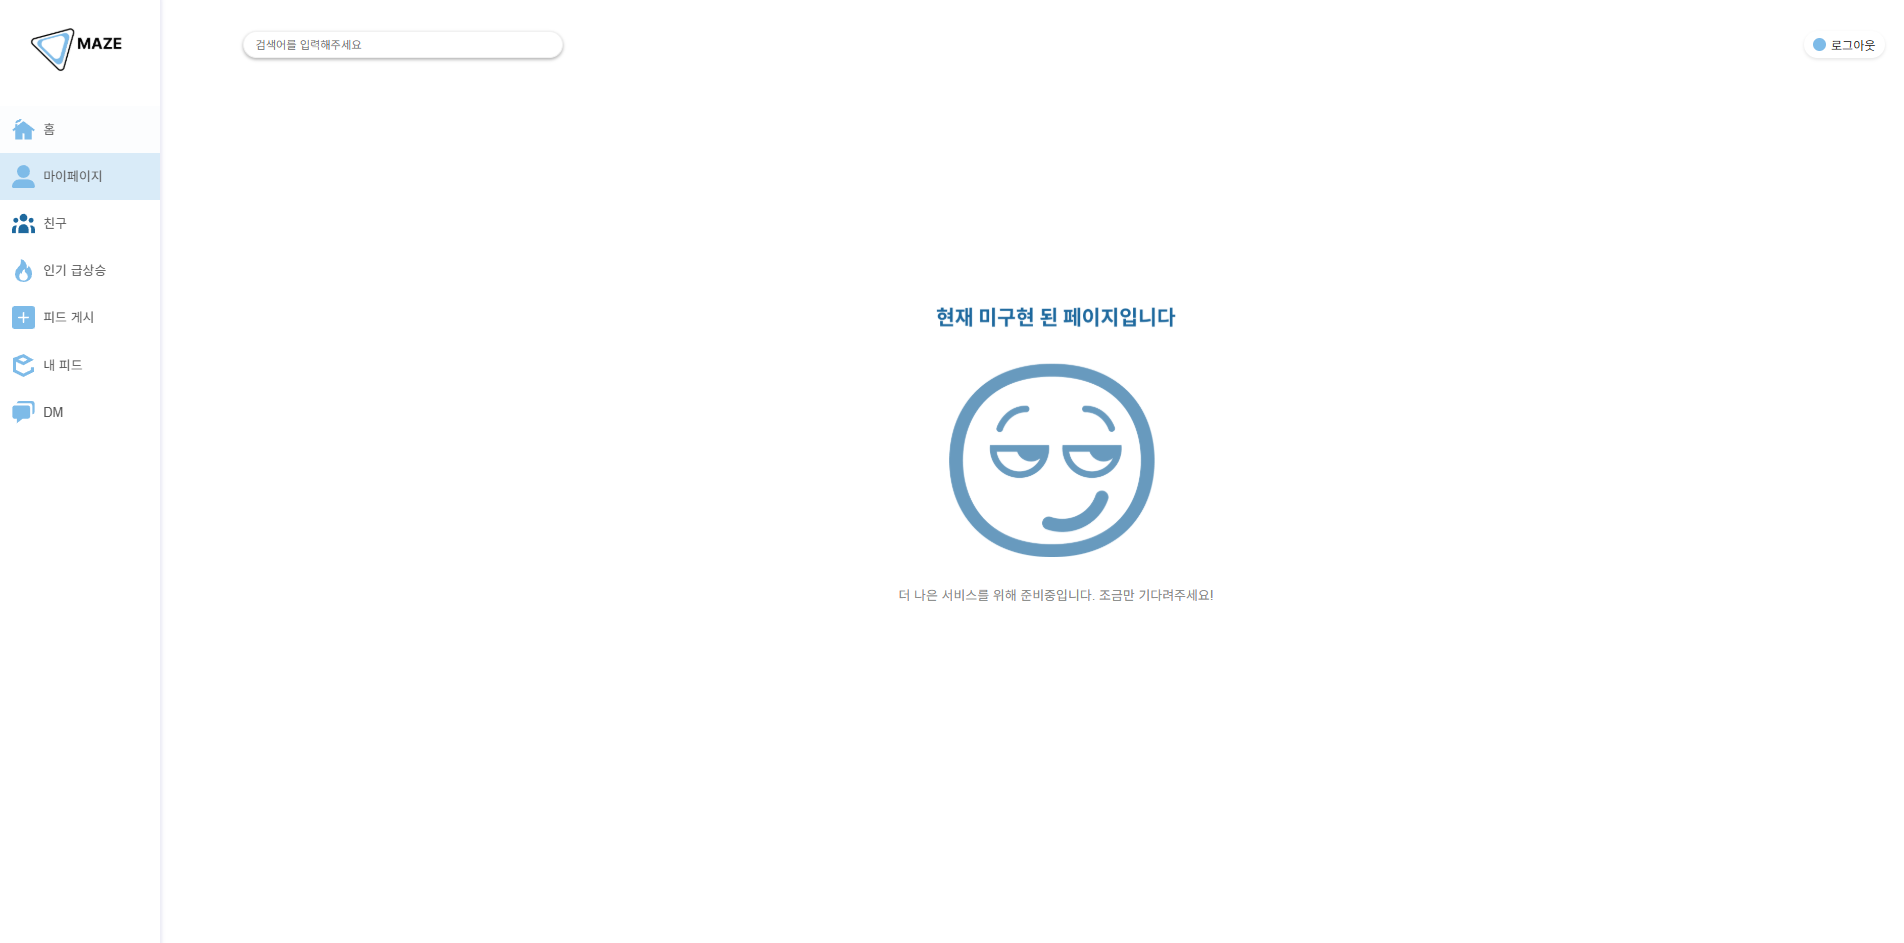 MAZE
검색어를 입력해주세요
로그아웃
홈
마이페이지
친구
인기 급상승
피드 게시
내 피드
DM
현재 미구현 된 페이지입니다
더 나은 서비스를 위해 준비중입니다. 조금만 기다려주세요!